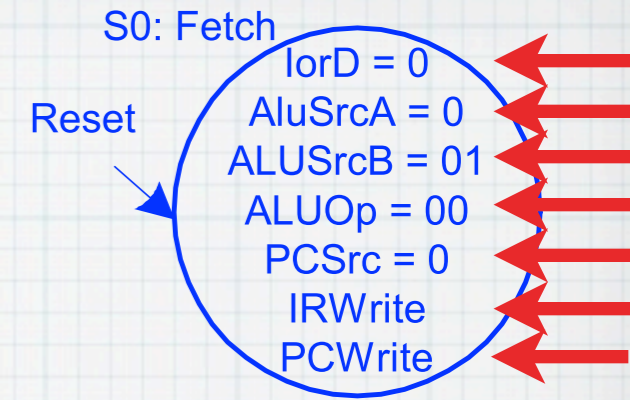 S0: Fetch
IorD = 0
AluSrcA = 0
Reset
ALUSrcB = 01
ALUOp = 00
PCSrc = 0
IRWrite
PCWrite